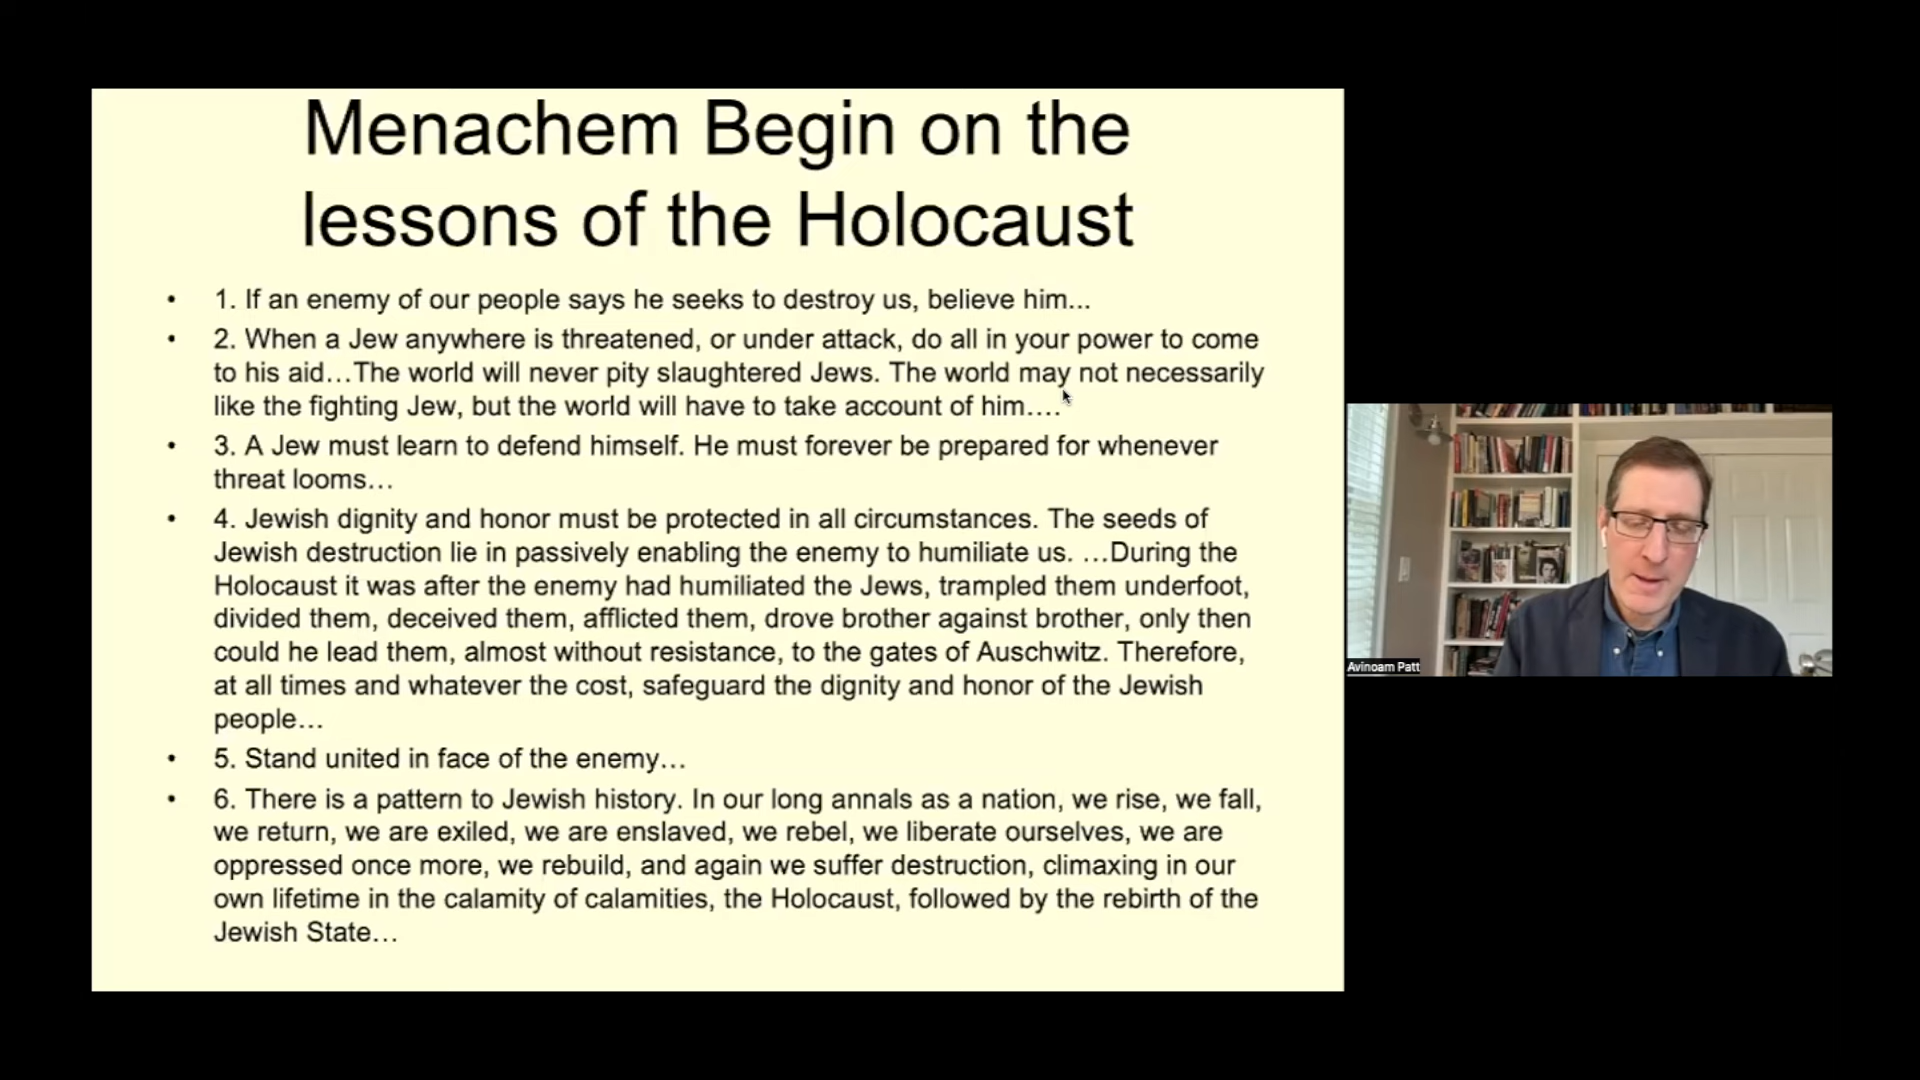 Menachem Begin on the
lessons of the Holocaust
• 1. If an enemy of our people says he seeks to destroy us, believe him...
• 2. When a Jew anywhere is threatened, or under attack, do all in your power to come
to his aid…The world will never pity slaughtered Jews. The world may not necessarily
like the fighting Jew, but the world will have to take account of him….
• 3. A Jew must learn to defend himself. He must forever be prepared for whenever
threat looms…
• 4. Jewish dignity and honor must be protected in all circumstances. The seeds of
Jewish destruction lie in passively enabling the enemy to humiliate us. …During the
Holocaust it was after the enemy had humiliated the Jews, trampled them underfoot,
divided them, deceived them, afflicted them, drove brother against brother, only then
could he lead them, almost without resistance, to the gates of Auschwitz. Therefore,
at all times and whatever the cost, safeguard the dignity and honor of the Jewish
people…
• 5. Stand united in face of the enemy…
• 6. There is a pattern to Jewish history. In our long annals as a nation, we rise, we fall,
we return, we are exiled, we are enslaved, we rebel, we liberate ourselves, we are
oppressed once more, we rebuild, and again we suffer destruction, climaxing in our
own lifetime in the calamity of calamities, the Holocaust, followed by the rebirth of the
Jewish State…
Avinoam Patt